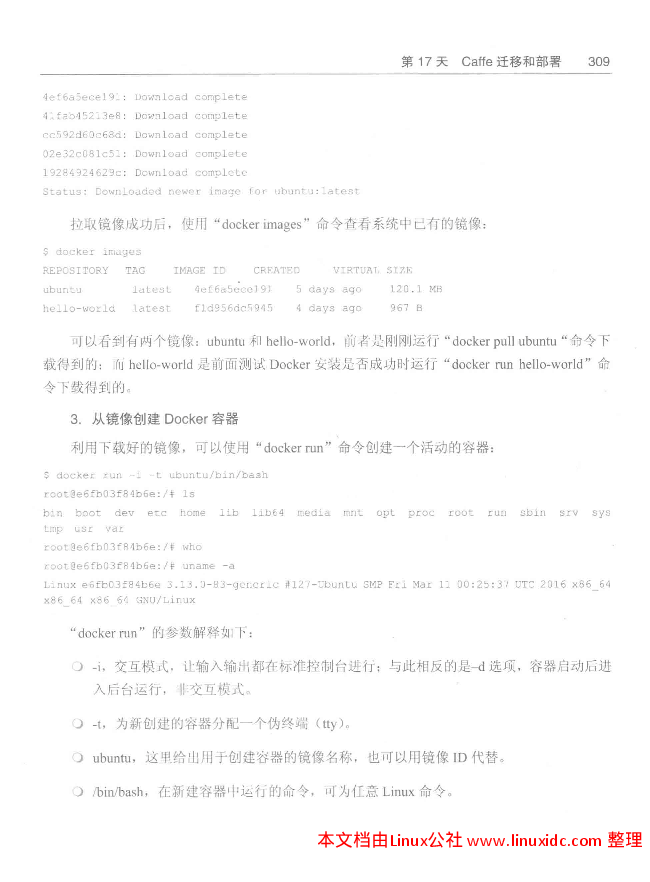 第 17 天 Caffe 迁移和部署 309
4ef6a5ece191: Download complete
41fab45213e8: Download complete
cc592d60c68d: Download complete
02e32c081c51: Download complete
19284924629c: Download complete
Status: Downloaded newer image for ubuntu:latest
拉取镜像成功后，使用“docker images”命令查看系统中已有的镜像：
$ docker images
REPOSITORY TAG IMAGE ID CREATED VIRTUAL SIZE
ubuntu latest 4ef6a5ece191 5 days ago 120.1 MB
hello-world latest f1d956dc5945 4 days ago 967 B
可以看到有两个镜像：ubuntu 和 hello-world，前者是刚刚运行“docker pull ubuntu“命令下
载得到的；而 hello-world 是前面测试 Docker 安装是否成功时运行“docker run hello-world”命
令下载得到的。
3. 从镜像创建 Docker 容器
利用下载好的镜像，可以使用“docker run”命令创建一个活动的容器：
$ docker run -i -t ubuntu/bin/bash
root@e6fb03f84b6e:/# ls
bin boot dev etc home lib lib64 media mnt opt proc root run sbin srv sys
tmp usr var
root@e6fb03f84b6e:/# who
root@e6fb03f84b6e:/# uname -a
Linux e6fb03f84b6e 3.13.0-83-generic #127-Ubuntu SMP Fri Mar 11 00:25:37 UTC 2016 x86_64
x86_64 x86_64 GNU/Linux
“docker run”的参数解释如下：
❍ -i，交互模式，让输入输出都在标准控制台进行；与此相反的是–d 选项，容器启动后进
入后台运行，非交互模式。
❍ -t，为新创建的容器分配一个伪终端（tty）。
❍ ubuntu，这里给出用于创建容器的镜像名称，也可以用镜像 ID 代替。
❍ /bin/bash，在新建容器中运行的命令，可为任意 Linux 命令。
本文档由Linux公社 www.linuxidc.com 整理